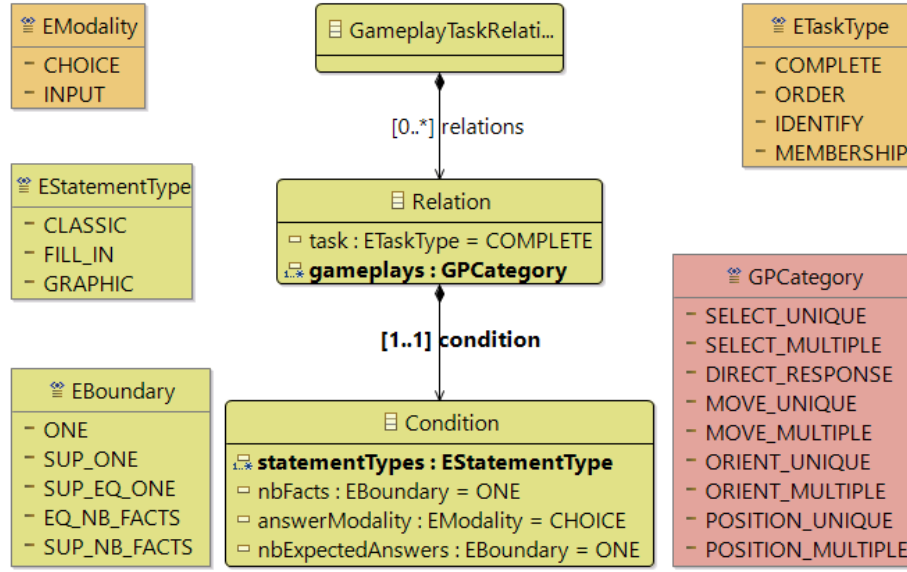 EModality
CHOICE
INPUT
GameplayTaskRelati...
ETaskType
COMPLETE
ORDER
IDENTIFY
MEMBERSHIP
[0..*] relations
EStatementType
CLASSIC
FILL_IN
GRAPHIC
Relation
task : ETaskType = COMPLETE
gameplays : GPCategory
GPCategory
SELECT_UNIQUE
SELECT_MULTIPLE
DIRECT_RESPONSE
MOVE_UNIQUE
MOVE_MULTIPLE
ORIENT_UNIQUE
ORIENT_MULTIPLE
POSITION_UNIQUE
POSITION_MULTIPLE
[1..1] condition
EBoundary
ONE
SUP_ONE
SUP_EQ_ONE
EQ_NB_FACTS
SUP_NB_FACTS
Condition
statementTypes : EStatementType
nbFacts : EBoundary = ONE
answerModality : EModality = CHOICE
nbExpectedAnswers : EBoundary = ONE